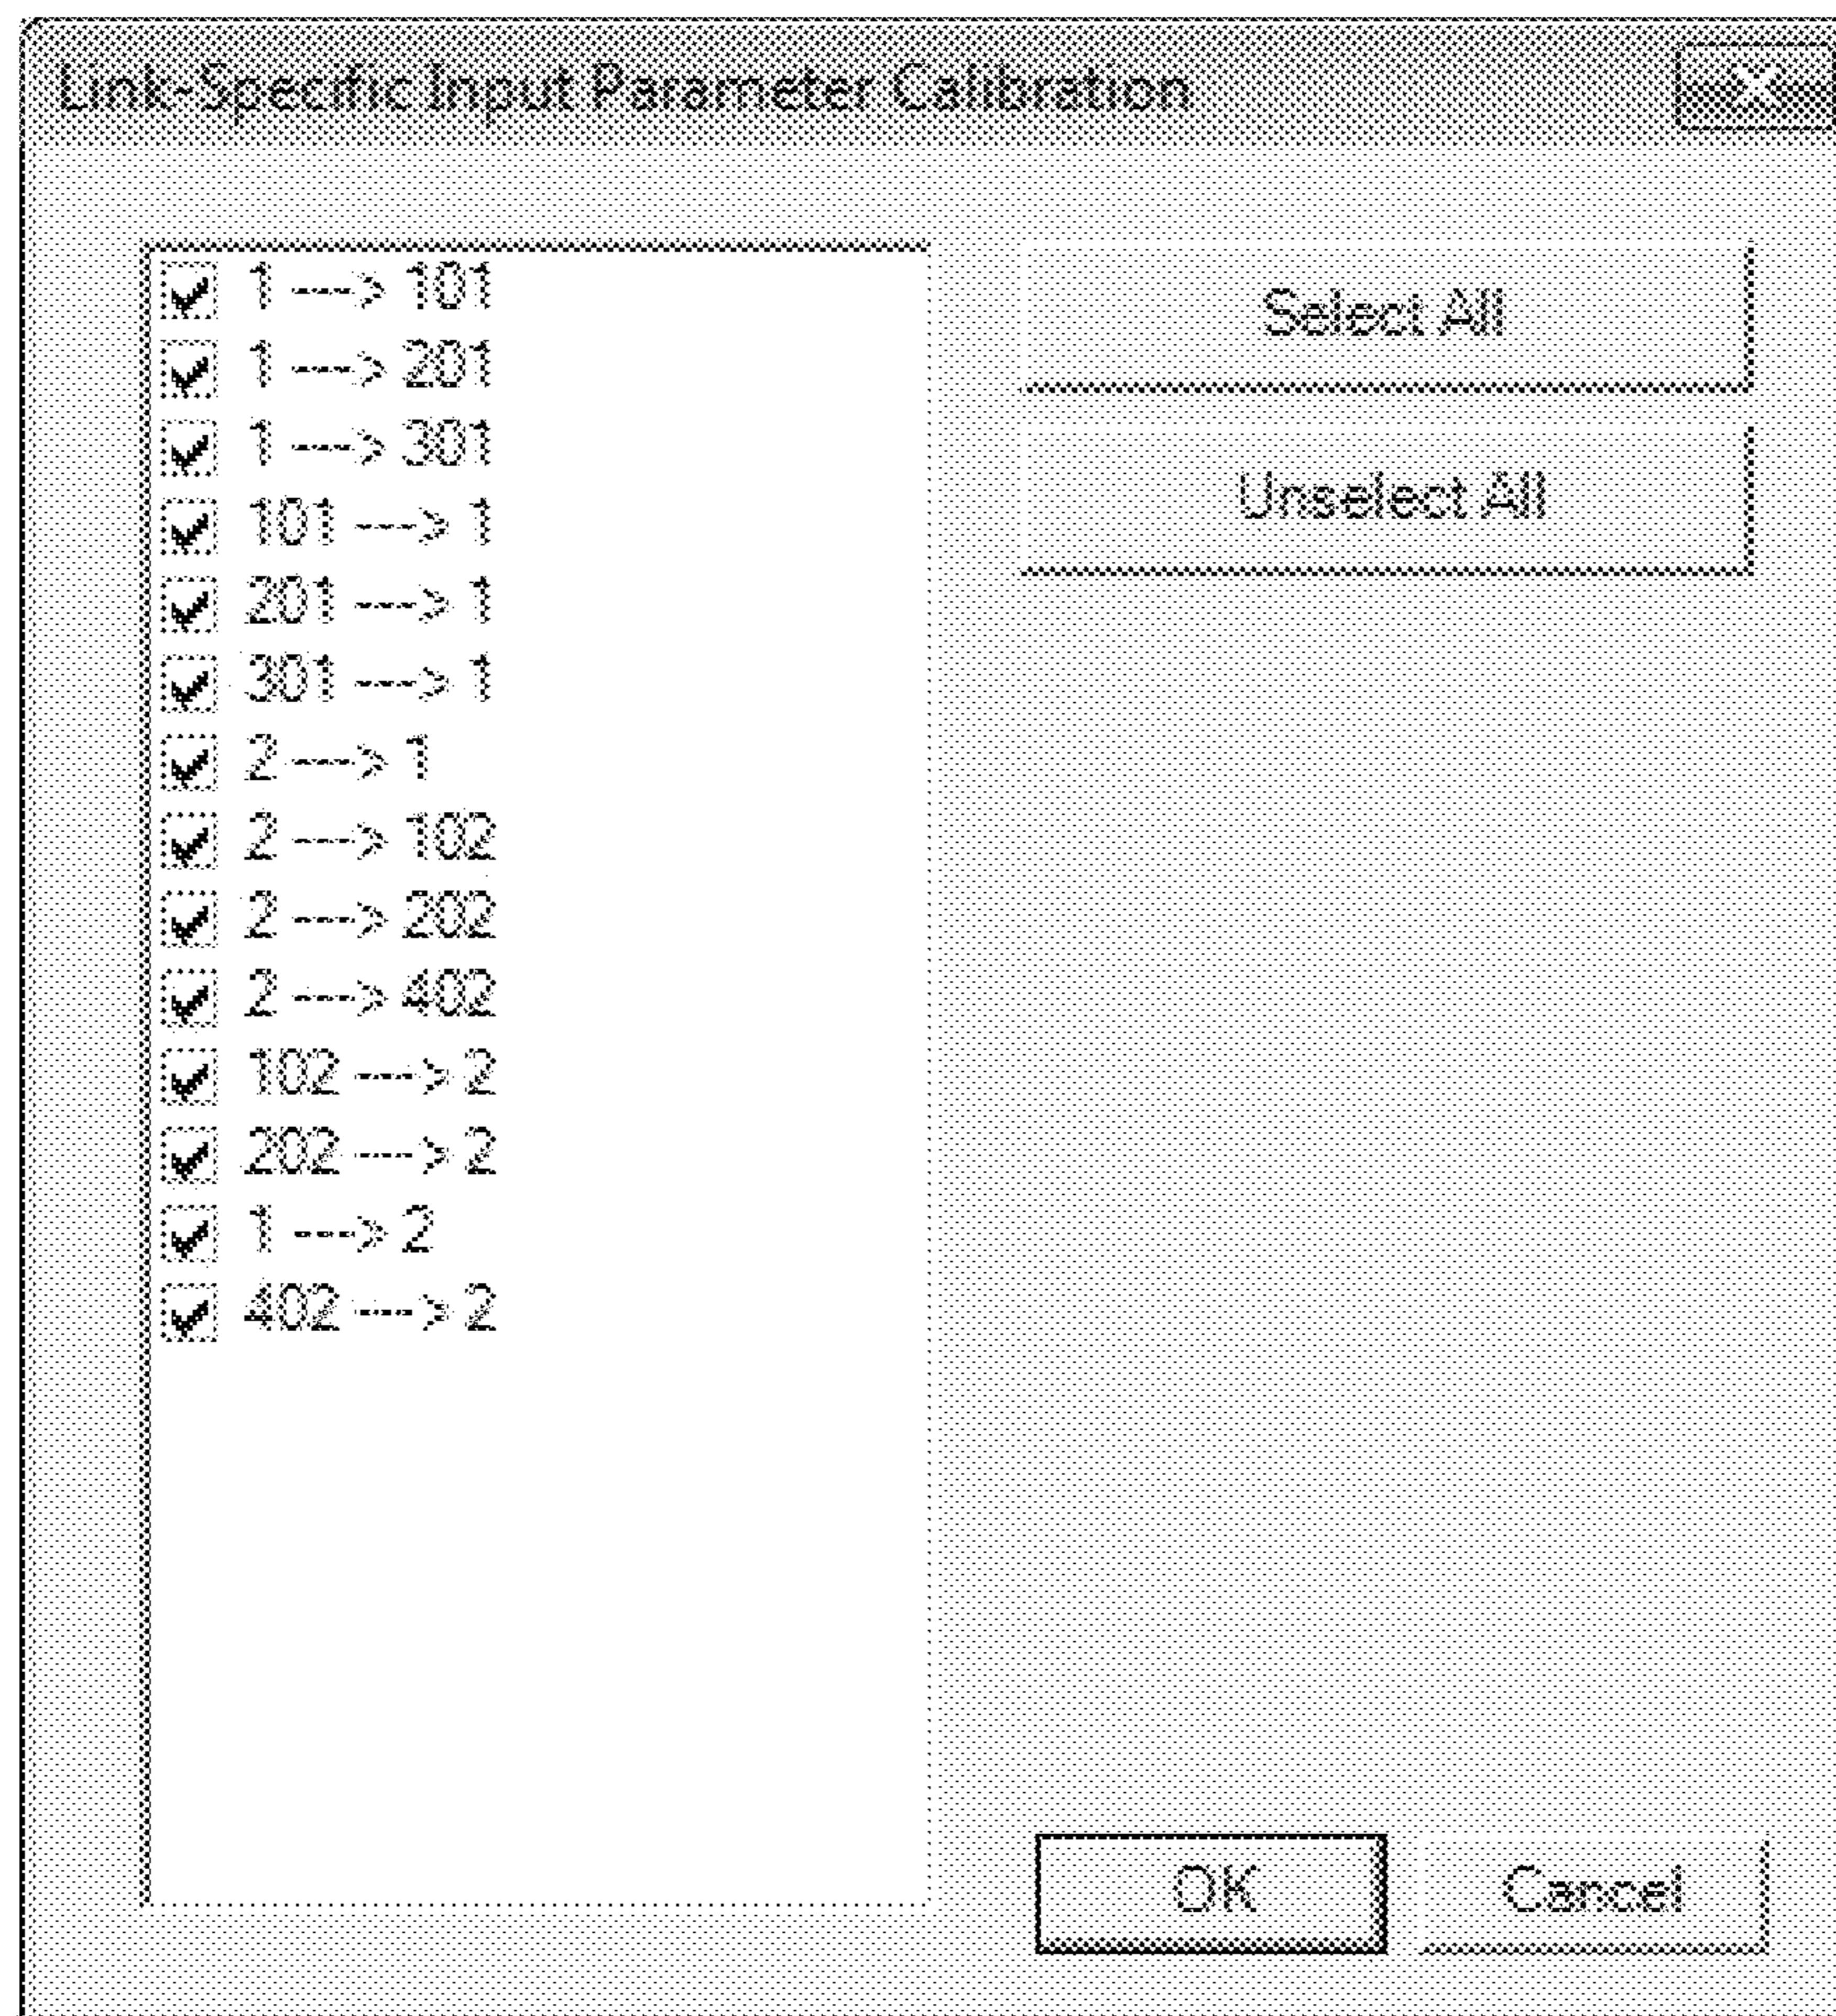 Link-Specific Input Parameter Calibration
1 ---> 101
1 ---> 201
1 ---> 301
101 ---> 1
201 ---> 1
301 ---> 1
2 ---> 1
2 ---> 102
2 ---> 202
2 ---> 402
102 ---> 2
202 ---> 2
1 ---> 2
402 ---> 2
Select All
Unselect All
OK
Cancel